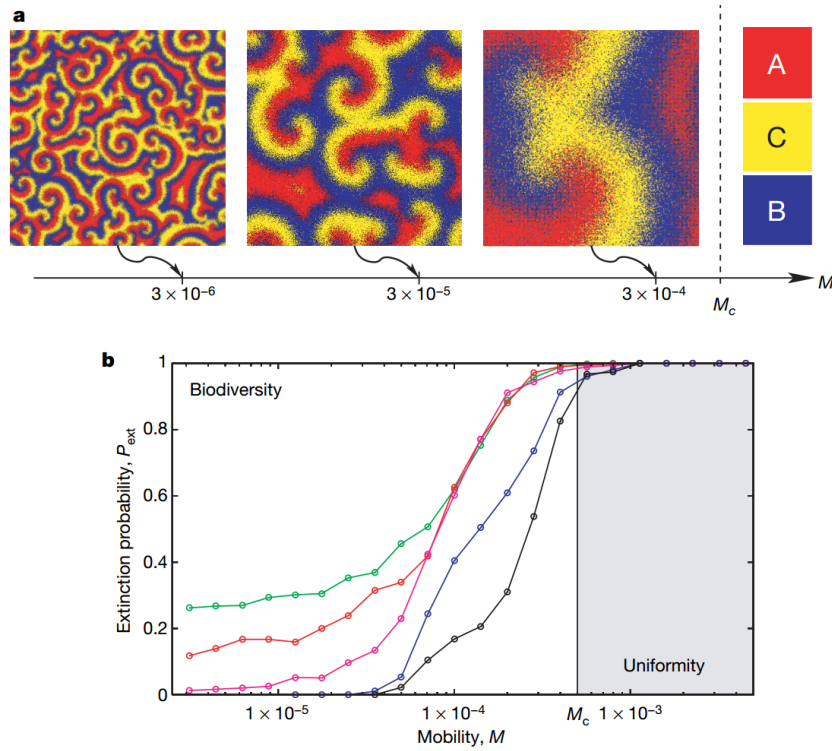 a
A
C
B
3 × 10⁻⁶
3 × 10⁻⁵
3 × 10⁻⁴
M_c
M
b
Biodiversity
Uniformity
Extinction probability, P_ext
1
0.8
0.6
0.4
0.2
0
1 × 10⁻⁵
1 × 10⁻⁴
M_c
1 × 10⁻³
Mobility, M